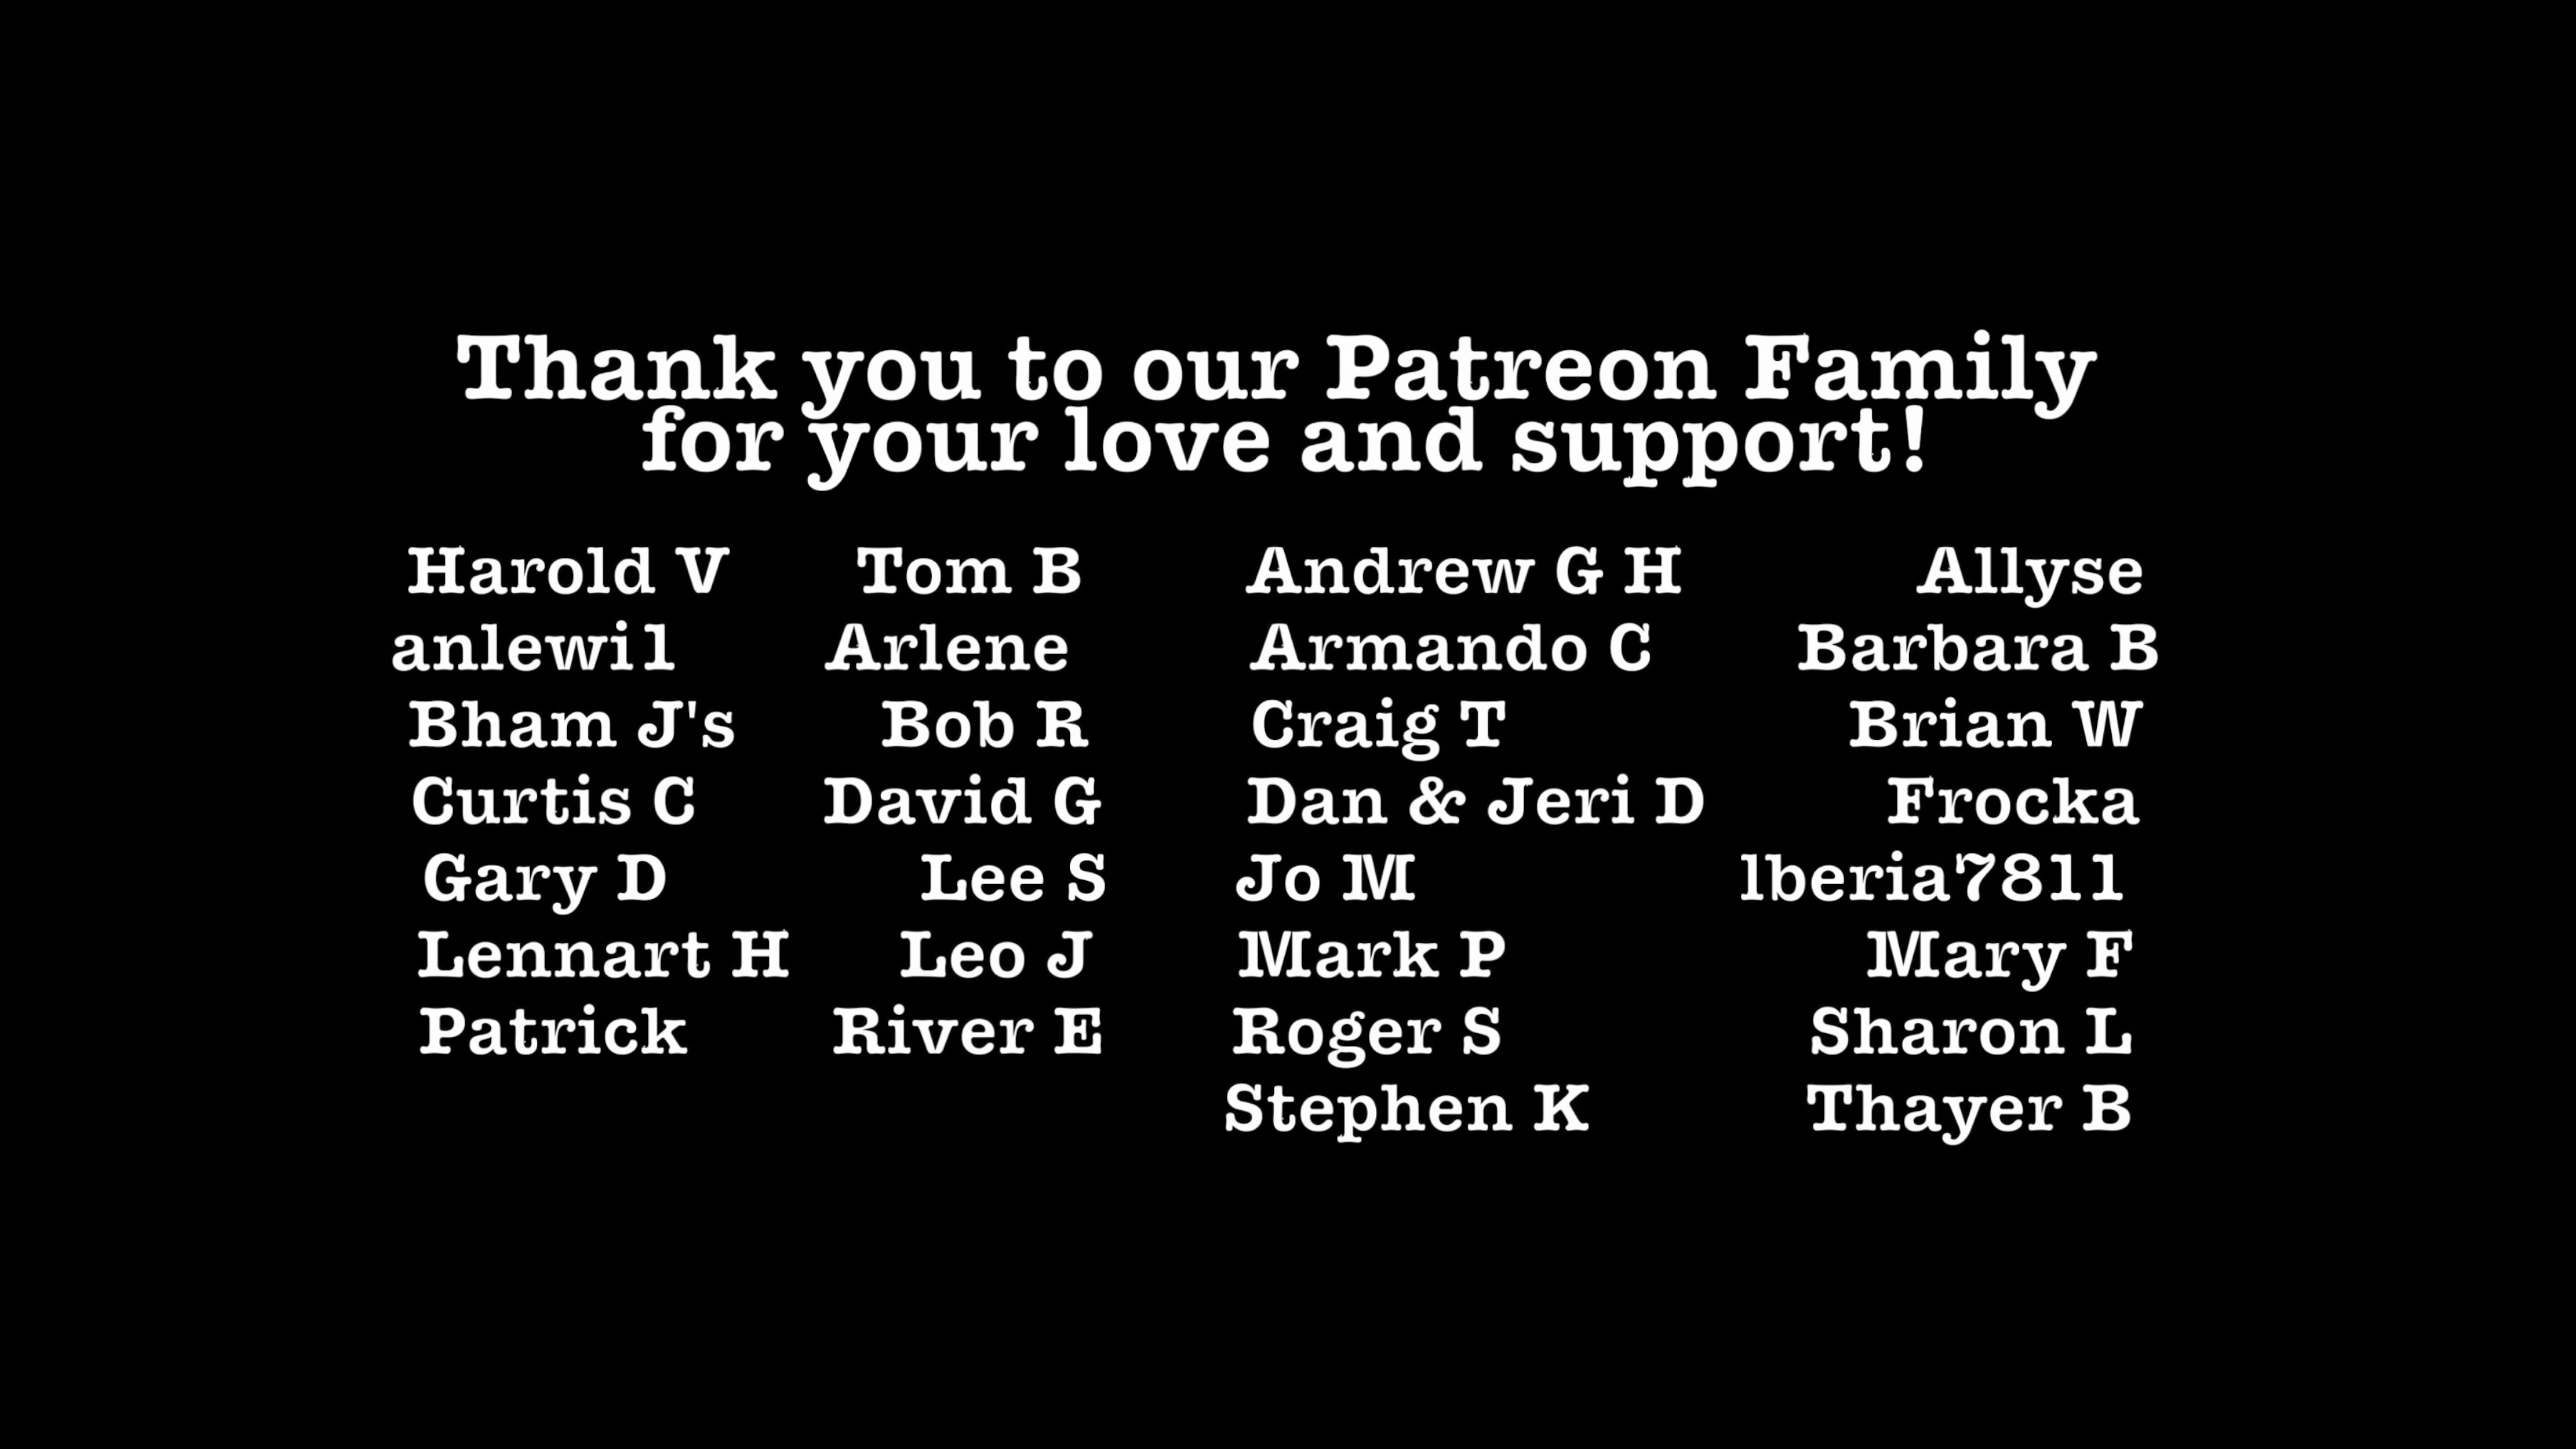 Thank you to our Patreon Family
for your love and support!
Harold V Tom B Andrew G H Allyse
anlewi1 Arlene Armando C Barbara B
Bham J's Bob R Craig T Brian W
Curtis C David G Dan & Jeri D Frocka
Gary D Lee S Jo M lberia7811
Lennart H Leo J Mark P Mary F
Patrick River E Roger S Sharon L
Stephen K Thayer B